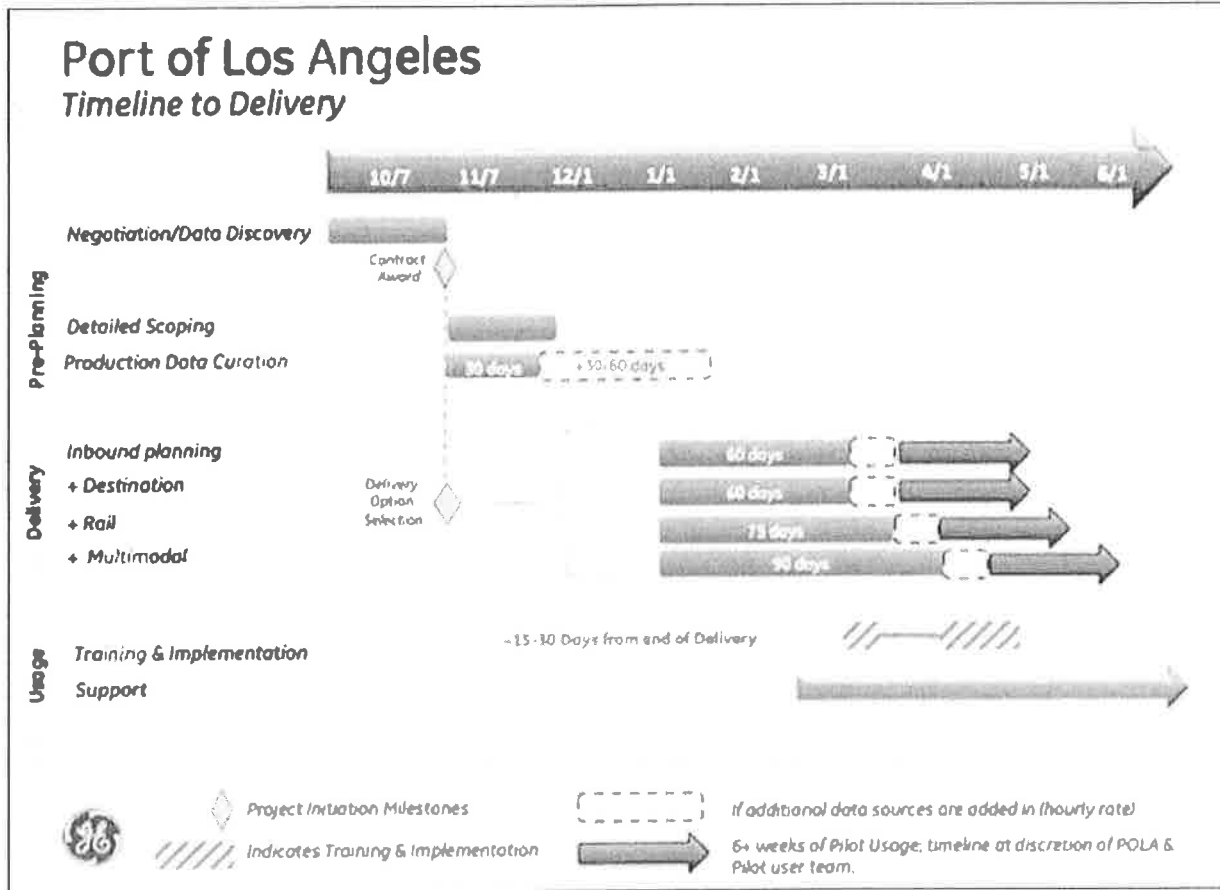 Port of Los Angeles
Timeline to Delivery
10/7 11/7 12/1 1/1 2/1 3/1 4/1 5/1 6/1
Pre-Planning
Negotiation/Data Discovery
Contract
Award
Detailed Scoping
Production Data Curation
30 days
+30-60 days
Delivery
Inbound planning
60 days
+ Destination
60 days
Delivery
Option
Selection
+ Rail
75 days
+ Multimodal
90 days
Usage
~15-30 Days from end of Delivery
Training & Implementation
Support
Project Initiation Milestones
If additional data sources are added in (hourly rate)
Indicates Training & Implementation
6+ weeks of Pilot Usage; timeline at discretion of POLA &
Pilot user team.
GE